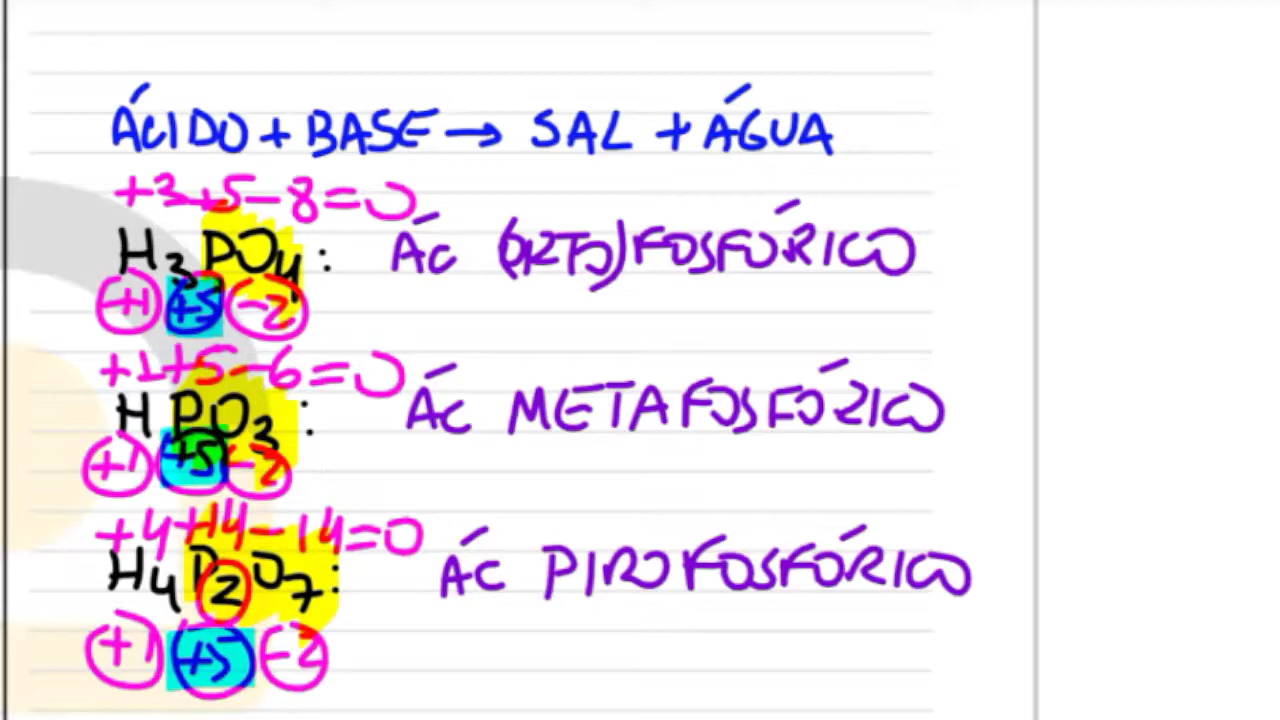 ÁCIDO + BASE → SAL + ÁGUA
+3+5-8=0
H3PO4: ÁC (ORTO)FOSFÓRICO
+1 +5 -2
+1+5-6=0
HPO3: ÁC METAFOSFÓRICO
+1 +5 -2
+4+14-14=0
H4P2O7: ÁC PIROFOSFÓRICO
+1 +5 -2